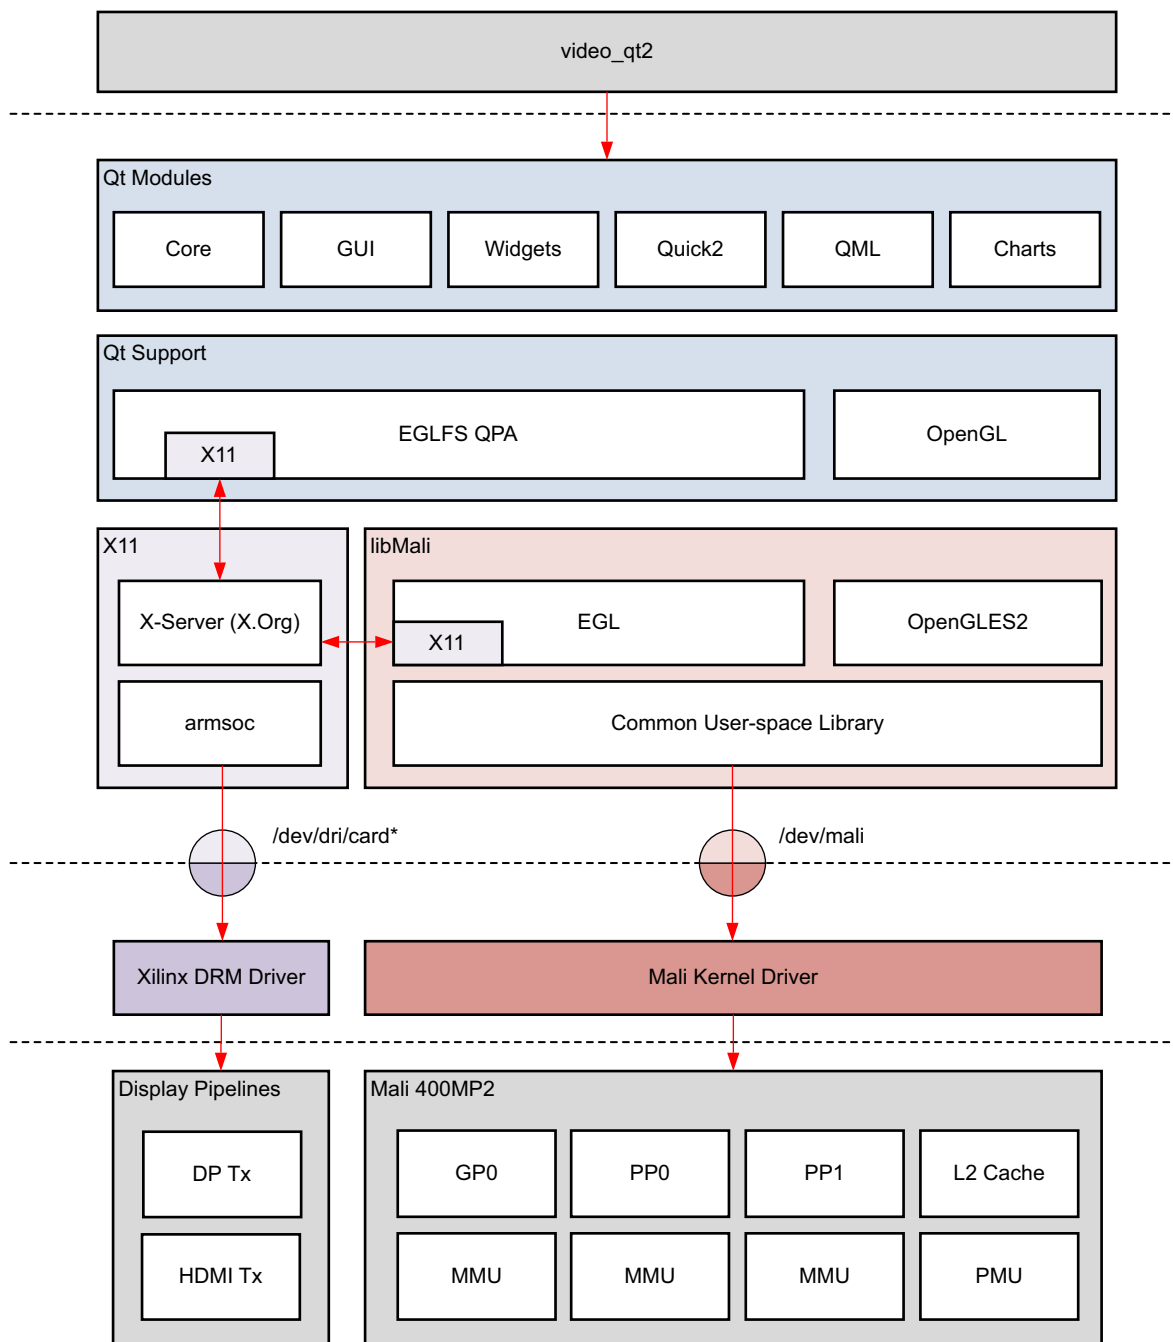 video_qt2
Qt Modules
Core
GUI
Widgets
Quick2
QML
Charts
Qt Support
EGLFS QPA
X11
OpenGL
X11
X-Server (X.Org)
armsoc
libMali
EGL
X11
OpenGLES2
Common User-space Library
/dev/dri/card*
/dev/mali
Xilinx DRM Driver
Mali Kernel Driver
Display Pipelines
DP Tx
HDMI Tx
Mali 400MP2
GP0
PP0
PP1
L2 Cache
MMU
MMU
MMU
PMU